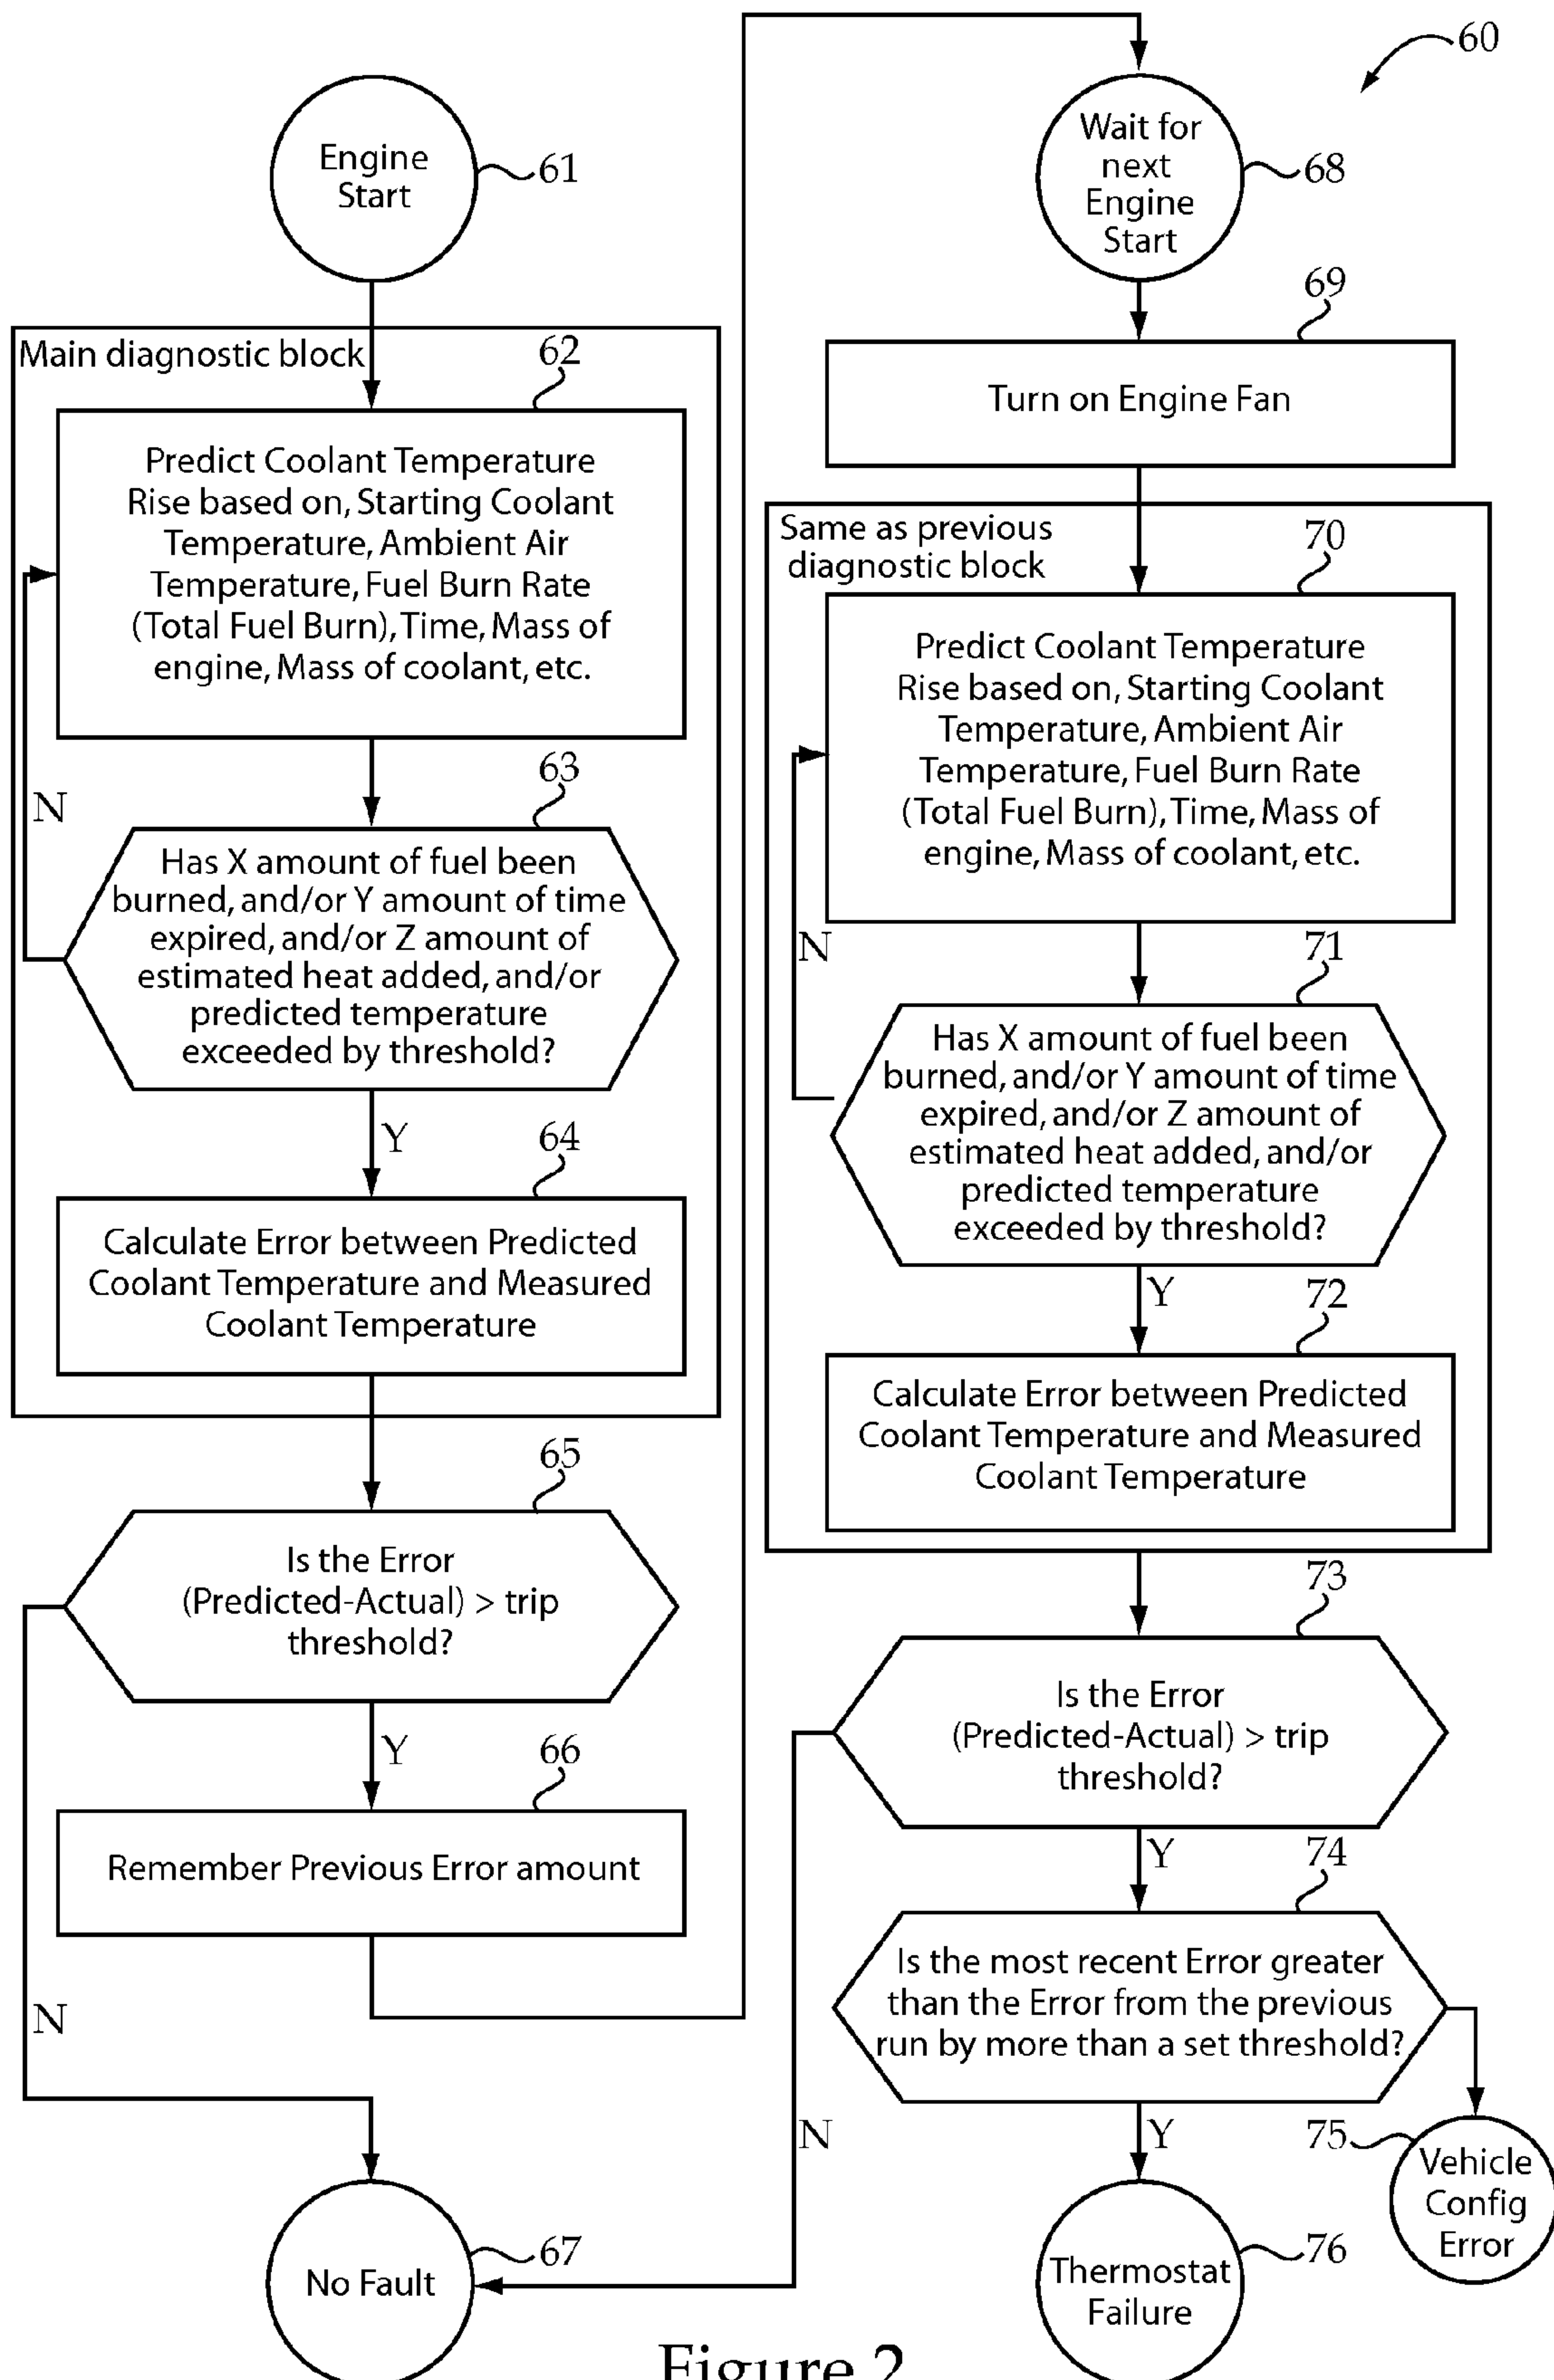 Engine
Start
61
Main diagnostic block
62
Predict Coolant Temperature
Rise based on, Starting Coolant
Temperature, Ambient Air
Temperature, Fuel Burn Rate
(Total Fuel Burn), Time, Mass of
engine, Mass of coolant, etc.
N
63
Has X amount of fuel been
burned, and/or Y amount of time
expired, and/or Z amount of
estimated heat added, and/or
predicted temperature
exceeded by threshold?
Y
64
Calculate Error between Predicted
Coolant Temperature and Measured
Coolant Temperature
65
Is the Error
(Predicted-Actual) > trip
threshold?
Y
66
Remember Previous Error amount
N
67
No Fault
60
Wait for
next
Engine
Start
68
69
Turn on Engine Fan
Same as previous
diagnostic block
70
Predict Coolant Temperature
Rise based on, Starting Coolant
Temperature, Ambient Air
Temperature, Fuel Burn Rate
(Total Fuel Burn), Time, Mass of
engine, Mass of coolant, etc.
N
71
Has X amount of fuel been
burned, and/or Y amount of time
expired, and/or Z amount of
estimated heat added, and/or
predicted temperature
exceeded by threshold?
Y
72
Calculate Error between Predicted
Coolant Temperature and Measured
Coolant Temperature
73
Is the Error
(Predicted-Actual) > trip
threshold?
Y
74
Is the most recent Error greater
than the Error from the previous
run by more than a set threshold?
N
Y
75
Vehicle
Config
Error
76
Thermostat
Failure
Figure 2